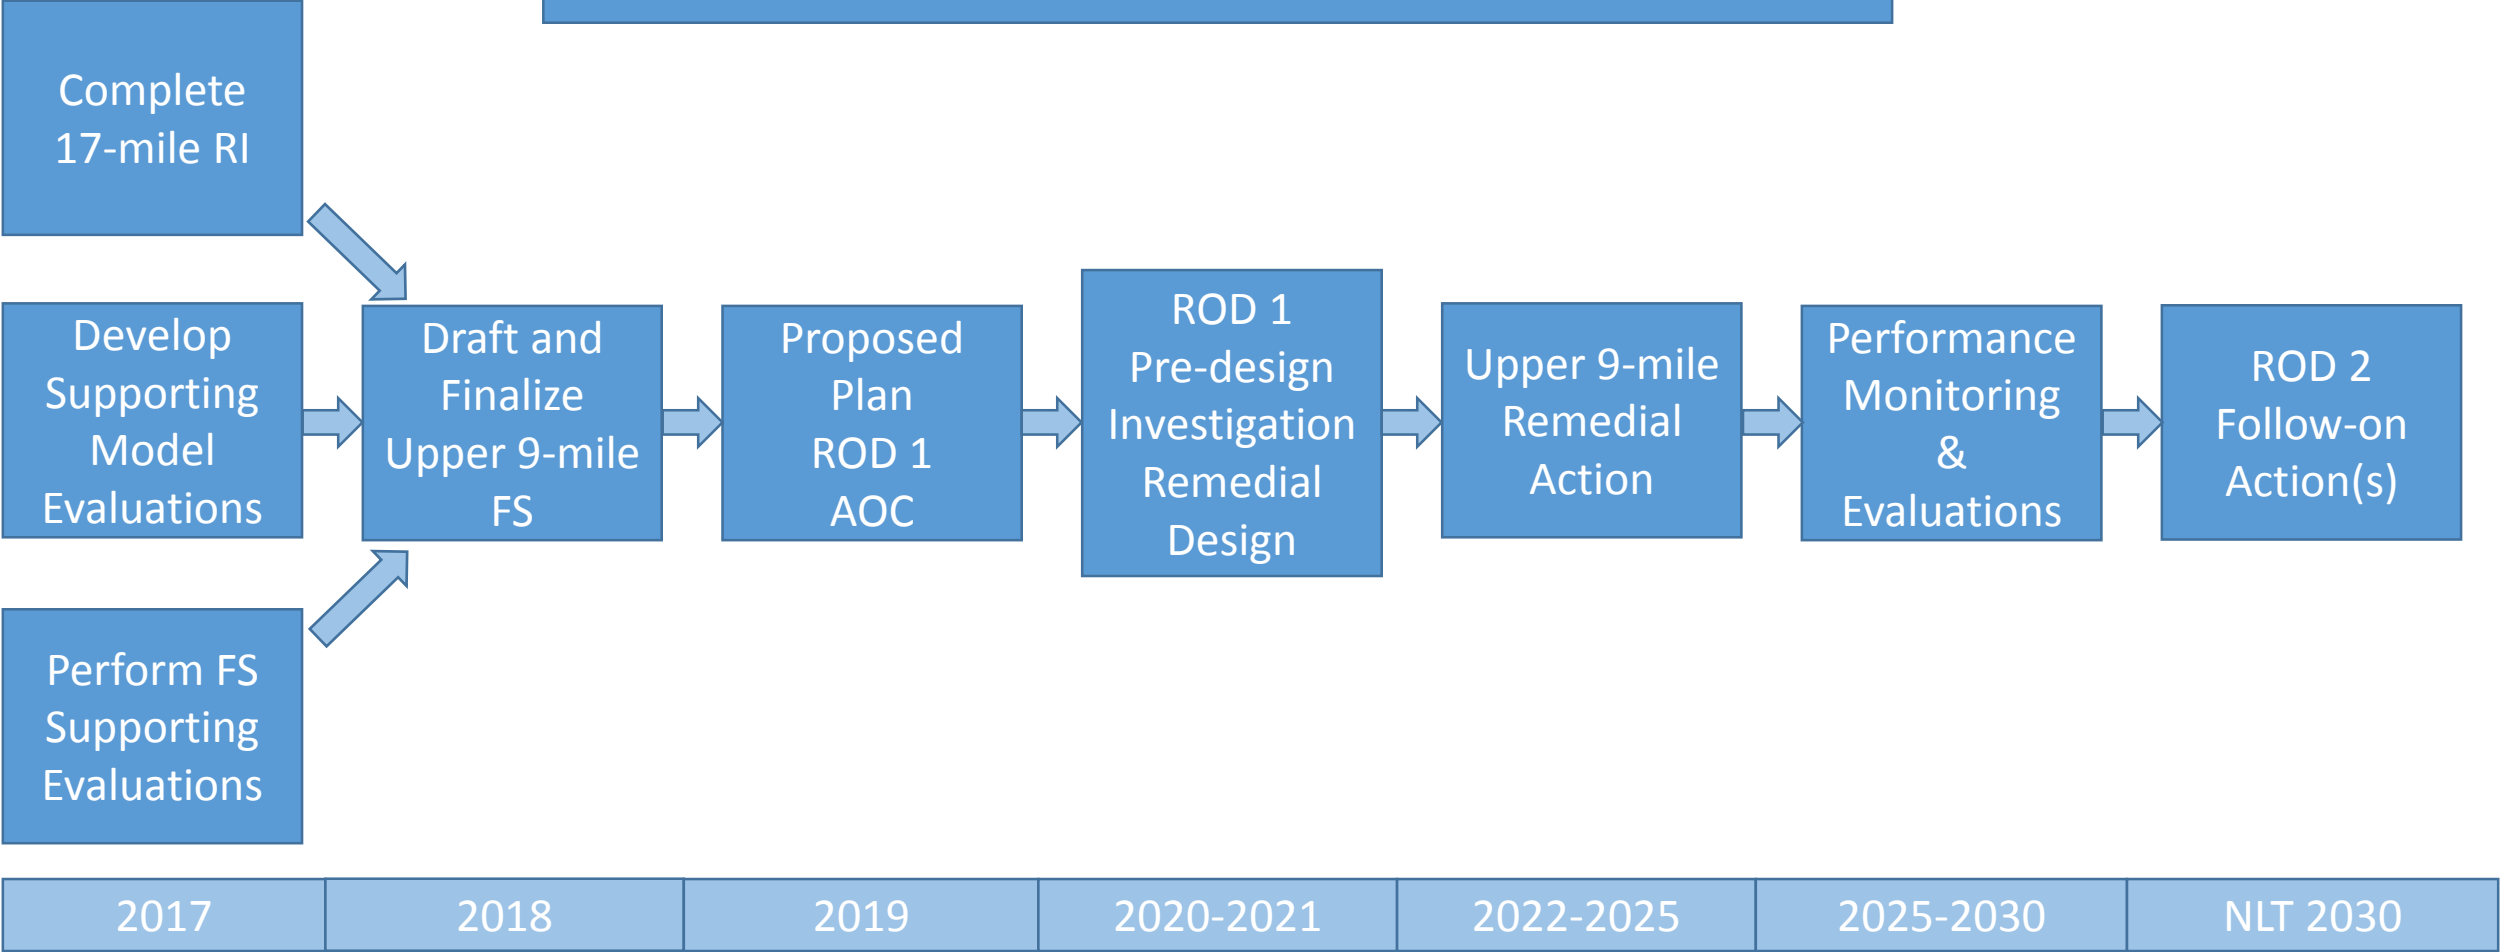 Complete
17-mile RI
Develop
Supporting
Model
Evaluations
Perform FS
Supporting
Evaluations
Draft and
Finalize
Upper 9-mile
FS
Proposed
Plan
ROD 1
AOC
ROD 1
Pre-design
Investigation
Remedial
Design
Upper 9-mile
Remedial
Action
Performance
Monitoring
&
Evaluations
ROD 2
Follow-on
Action(s)
2017
2018
2019
2020-2021
2022-2025
2025-2030
NLT 2030